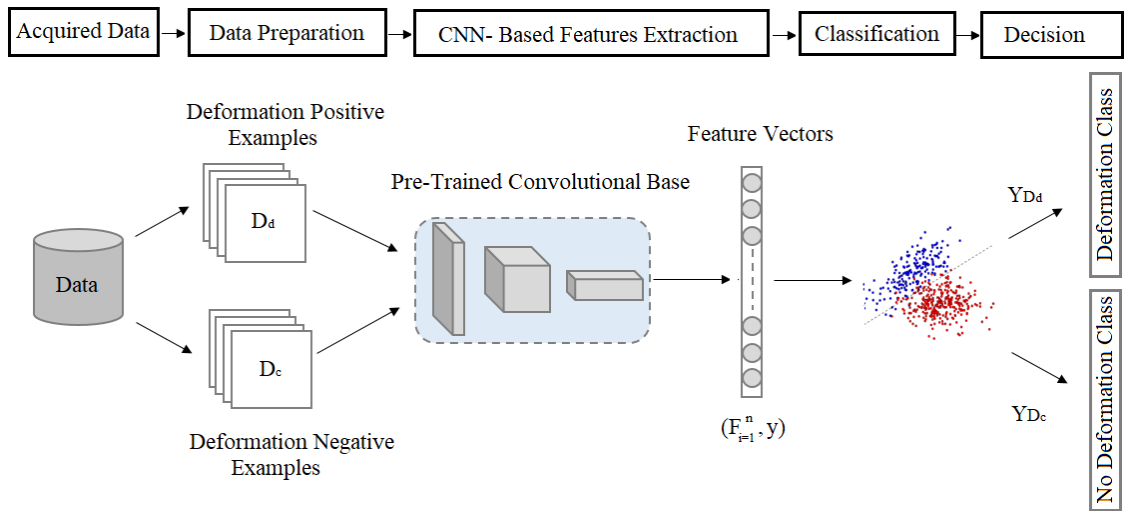 Acquired Data
Data Preparation
CNN- Based Features Extraction
Classification
Decision
Deformation Positive
Examples
Dd
Data
Dc
Deformation Negative
Examples
Pre-Trained Convolutional Base
Feature Vectors
(F n i=1 , y)
YDd
YDc
Deformation Class
No Deformation Class